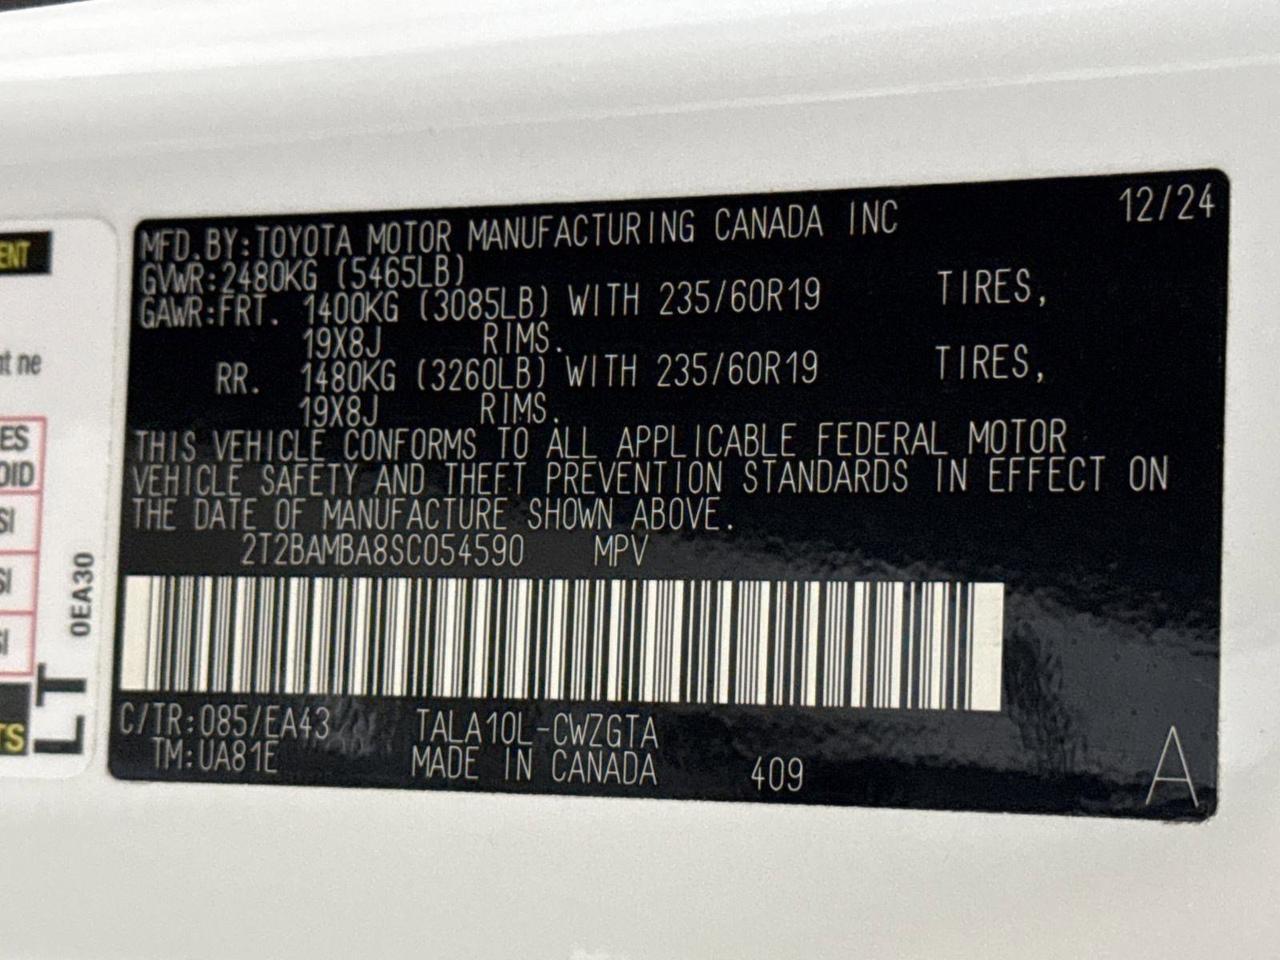 MFD.BY:TOYOTA MOTOR MANUFACTURING CANADA INC 12/24
GVWR:2480KG (5465LB)
GAWR:FRT. 1400KG (3085LB) WITH 235/60R19 TIRES,
19X8J RIMS.
RR. 1480KG (3260LB) WITH 235/60R19 TIRES,
19X8J RIMS.
THIS VEHICLE CONFORMS TO ALL APPLICABLE FEDERAL MOTOR
VEHICLE SAFETY AND THEFT PREVENTION STANDARDS IN EFFECT ON
THE DATE OF MANUFACTURE SHOWN ABOVE.
2T2BAMBA8SC054590 MPV
C/TR:085/EA43 TALA10L-CWZGTA
TM:UA81E MADE IN CANADA 409 A
ne
0EA30
LT